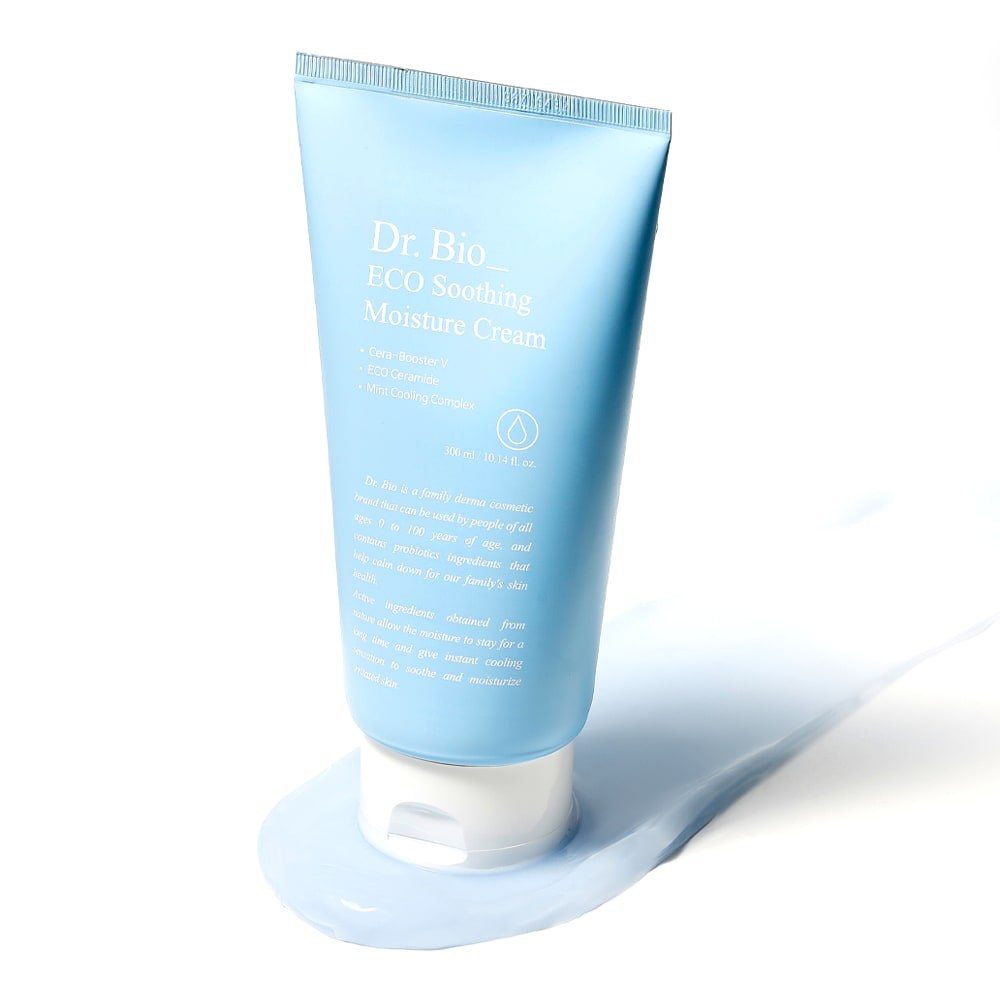 Dr. Bio_
ECO Soothing
Moisture Cream
• Cera-Booster V
• ECO Ceramide
• Mint Cooling Complex
300 ml / 10.14 fl. oz.
Dr Bio is a family derma cosmetic
brand that can be used by people of all
ages 0 to 100 years of age, and
contains probiotics ingredients that
help calm down for our family's skin
health.
Active ingredients obtained from
nature allow the moisture to stay for a
long time and give instant cooling
sensation to soothe and moisturize
irritated skin.